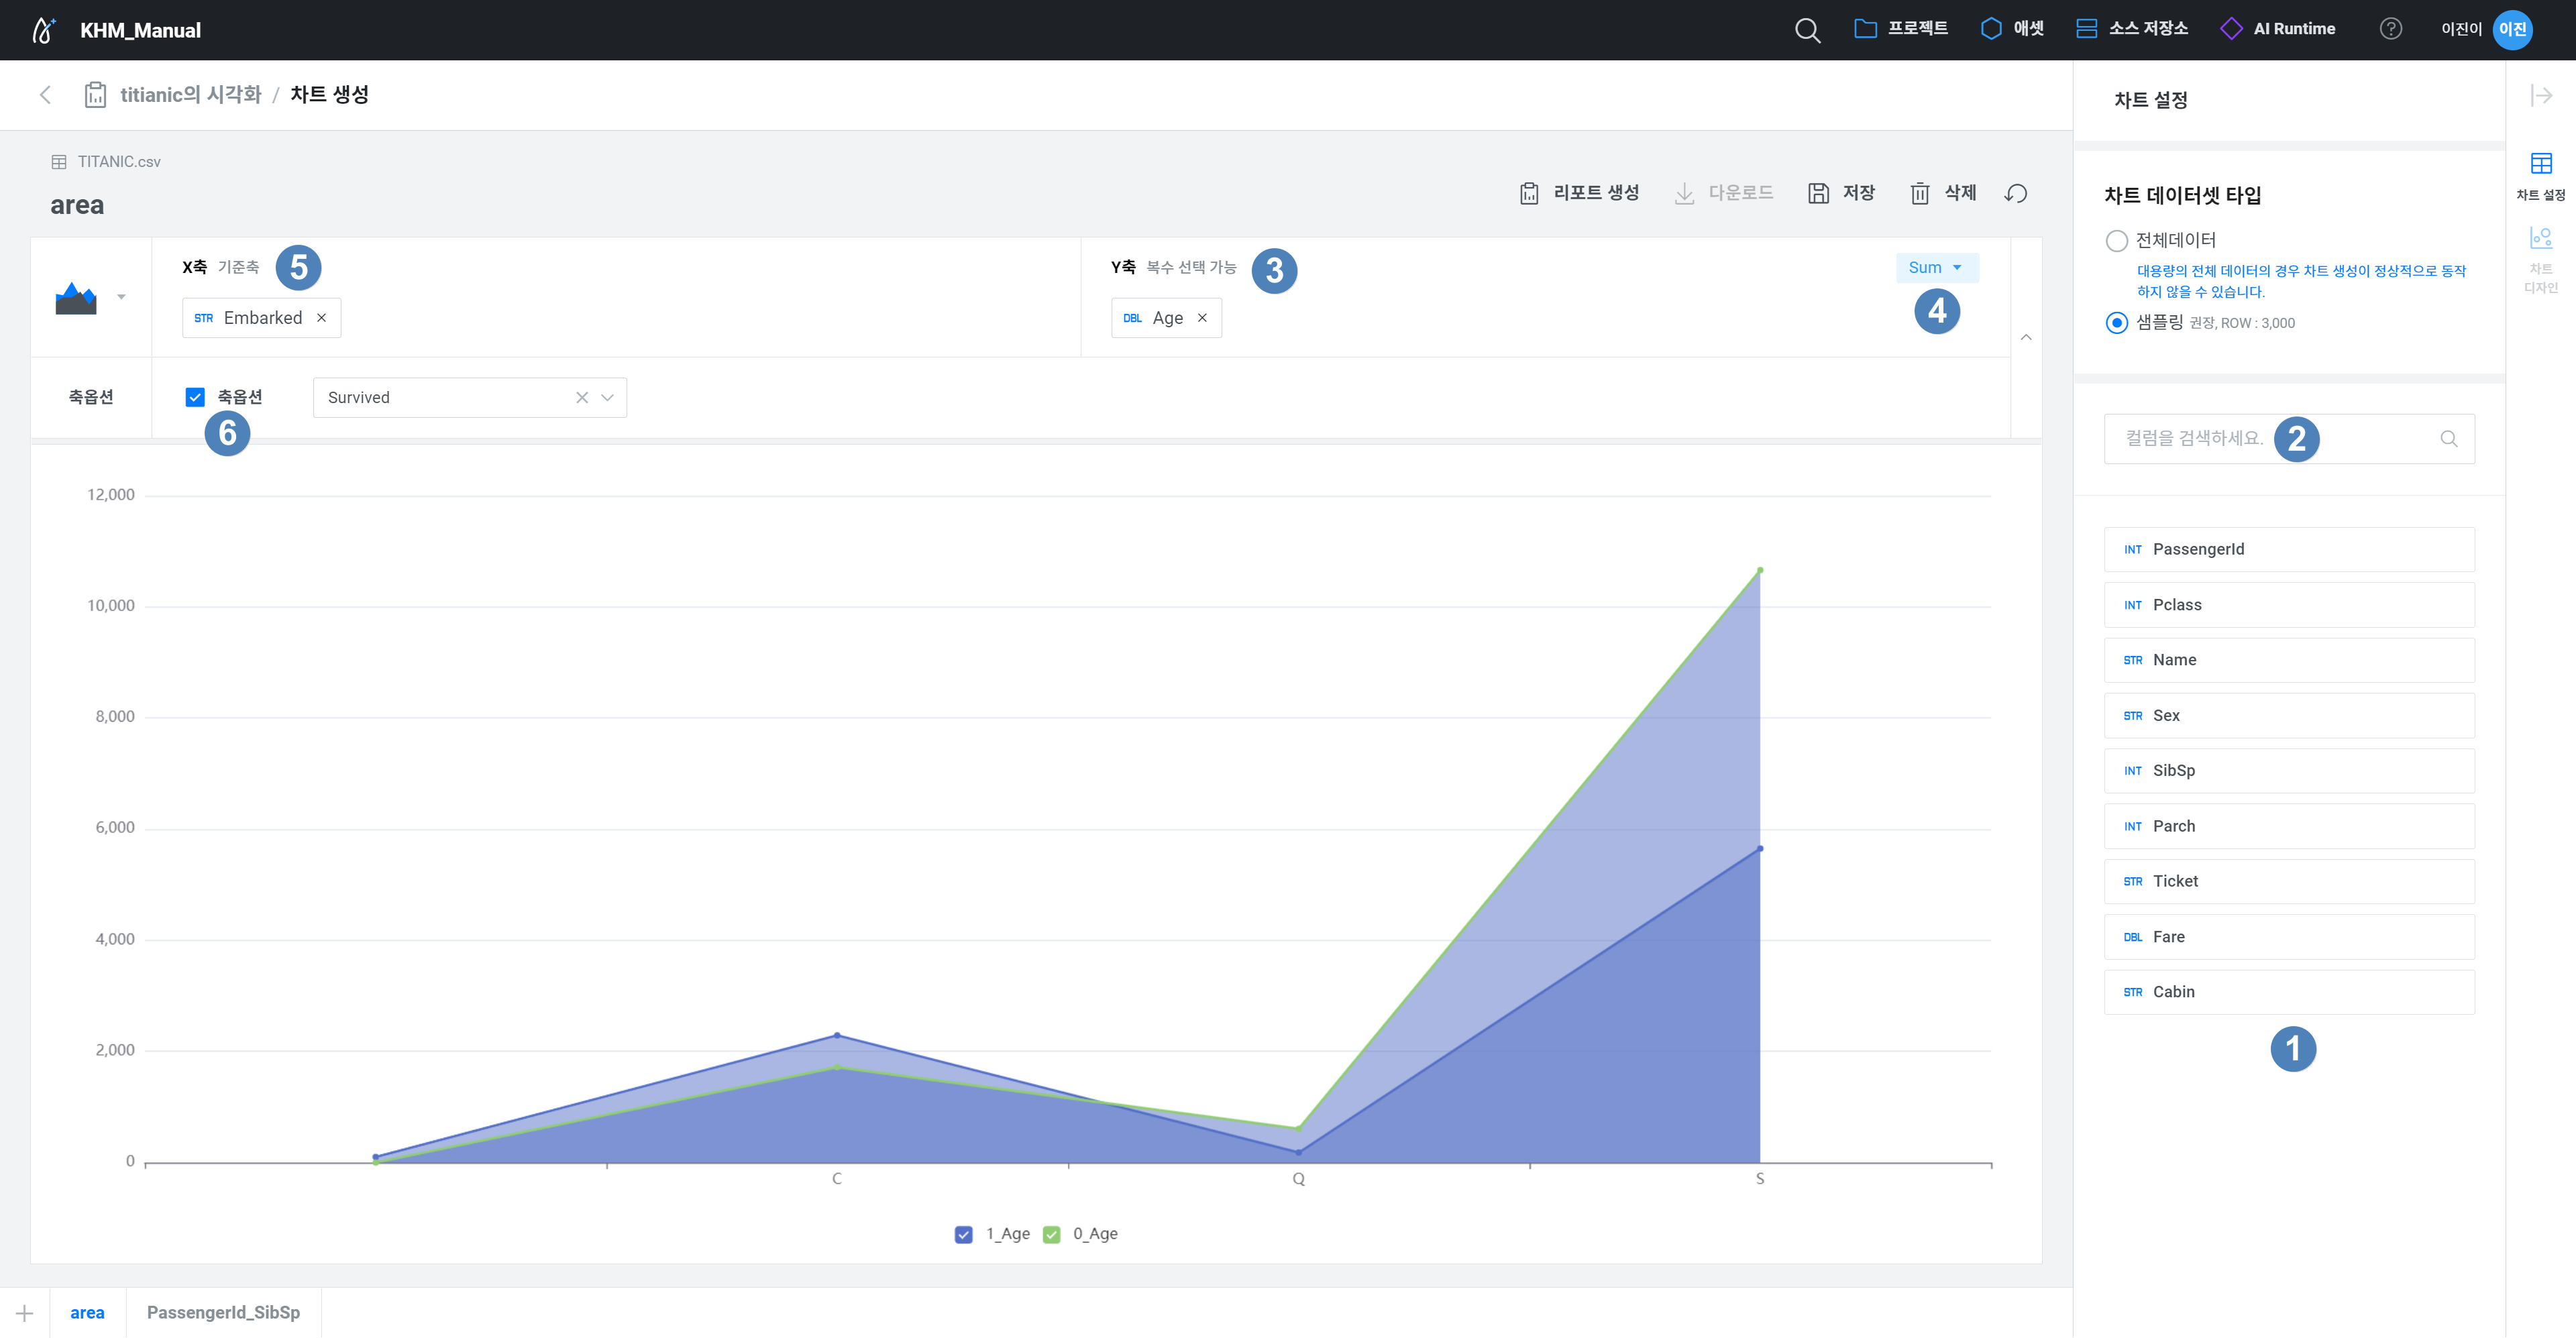 KHM_Manual
프로젝트
애셋
소스 저장소
AI Runtime
?
이진이
이진
titianic의 시각화 / 차트 생성
TITANIC.csv
area
리포트 생성
다운로드
저장
삭제
X축 기준축
5
STR Embarked ×
Y축 복수 선택 가능
3
DBL Age ×
Sum
4
축옵션
축옵션
6
Survived
12,000
10,000
8,000
6,000
4,000
2,000
0
C
Q
S
1_Age
0_Age
+
area
PassengerId_SibSp
차트 설정
차트 데이터셋 타입
전체데이터
대용량의 전체 데이터의 경우 차트 생성이 정상적으로 동작
하지 않을 수 있습니다.
샘플링 권장, ROW : 3,000
컬럼을 검색하세요.
2
INT PassengerId
INT Pclass
STR Name
STR Sex
INT SibSp
INT Parch
STR Ticket
DBL Fare
STR Cabin
1
차트 설정
차트
디자인